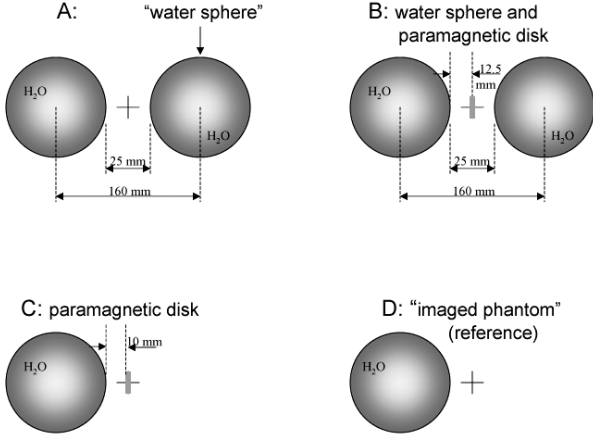 A: “water sphere”
H₂O
H₂O
25 mm
160 mm
B: water sphere and
paramagnetic disk
12.5
mm
H₂O
H₂O
25 mm
160 mm
C: paramagnetic disk
10 mm
H₂O
D: “imaged phantom”
(reference)
H₂O